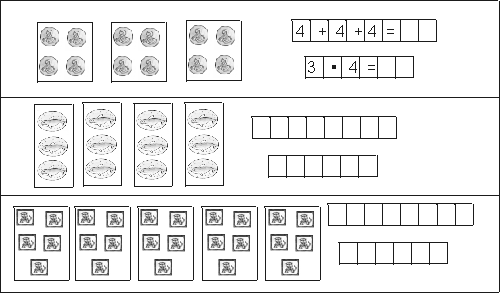 4 + 4 + 4 =
3 · 4 =